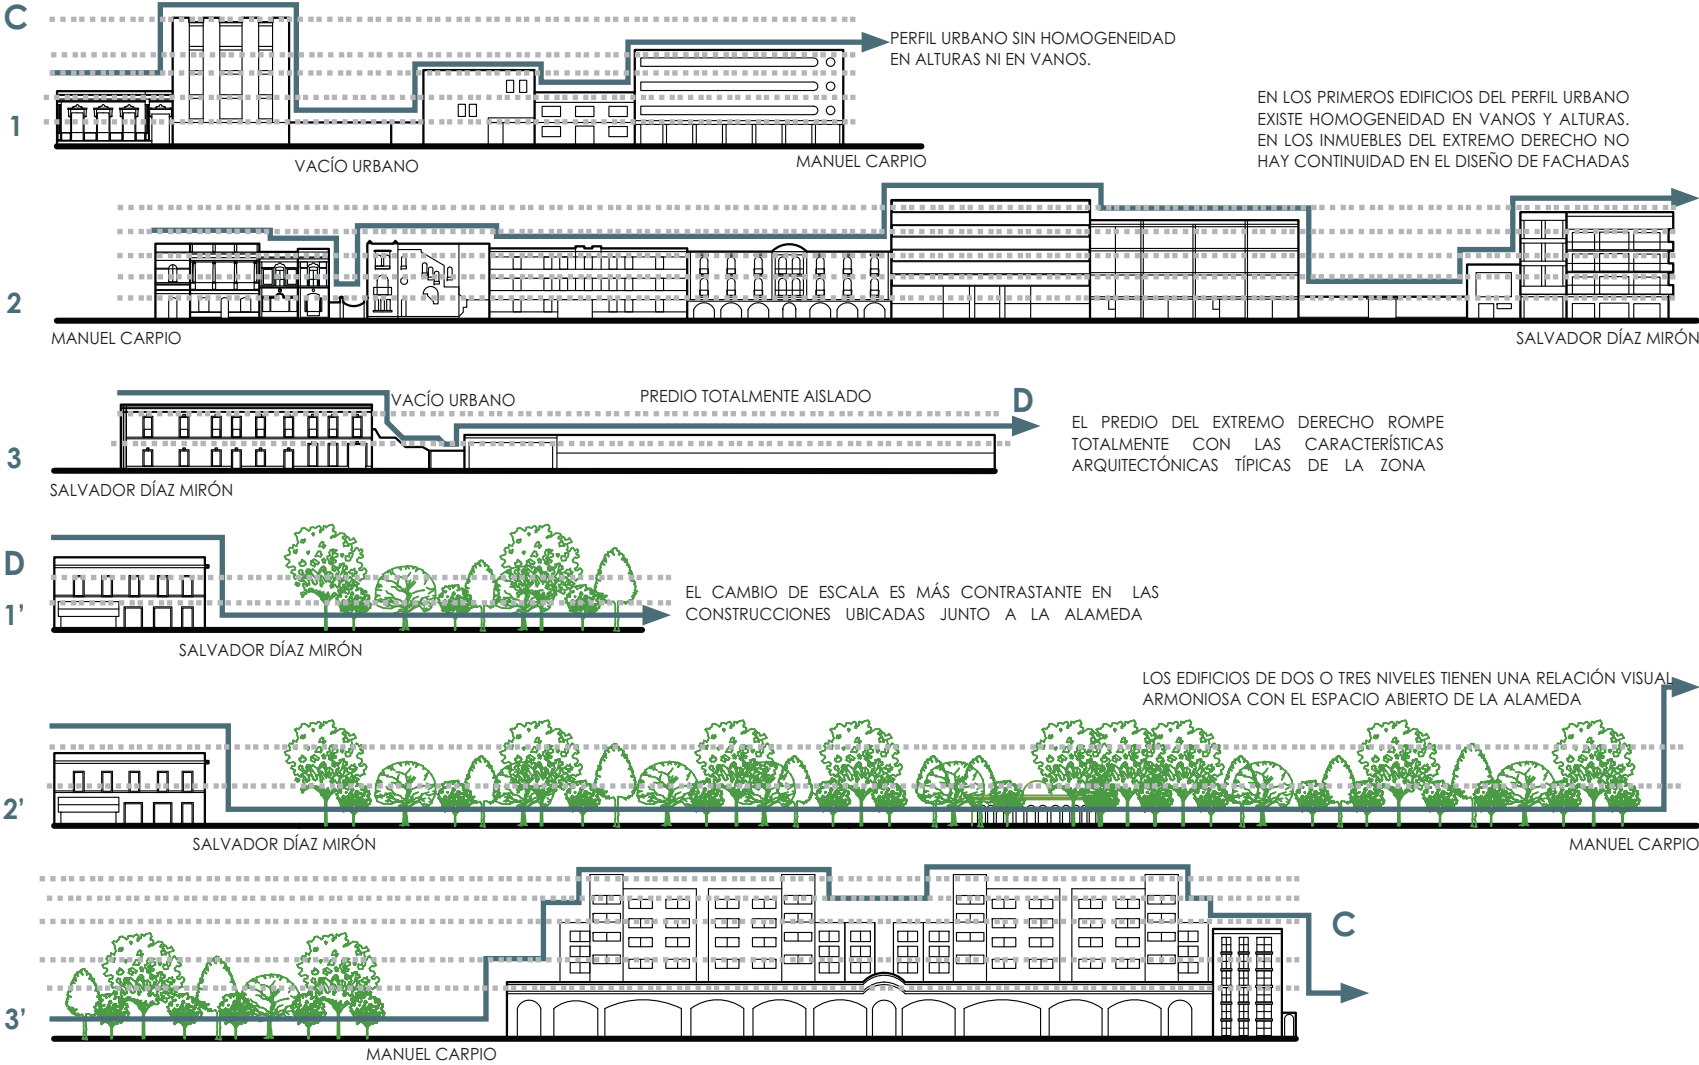 C
PERFIL URBANO SIN HOMOGENEIDAD
EN ALTURAS NI EN VANOS.
1
VACÍO URBANO
MANUEL CARPIO
EN LOS PRIMEROS EDIFICIOS DEL PERFIL URBANO
EXISTE HOMOGENEIDAD EN VANOS Y ALTURAS.
EN LOS INMUEBLES DEL EXTREMO DERECHO NO
HAY CONTINUIDAD EN EL DISEÑO DE FACHADAS
2
MANUEL CARPIO
SALVADOR DÍAZ MIRÓN
VACÍO URBANO
PREDIO TOTALMENTE AISLADO
D
3
SALVADOR DÍAZ MIRÓN
EL PREDIO DEL EXTREMO DERECHO ROMPE
TOTALMENTE CON LAS CARACTERÍSTICAS
ARQUITECTÓNICAS TÍPICAS DE LA ZONA
D
1'
EL CAMBIO DE ESCALA ES MÁS CONTRASTANTE EN LAS
CONSTRUCCIONES UBICADAS JUNTO A LA ALAMEDA
SALVADOR DÍAZ MIRÓN
LOS EDIFICIOS DE DOS O TRES NIVELES TIENEN UNA RELACIÓN VISUAL
ARMONIOSA CON EL ESPACIO ABIERTO DE LA ALAMEDA
2'
SALVADOR DÍAZ MIRÓN
MANUEL CARPIO
C
3'
MANUEL CARPIO